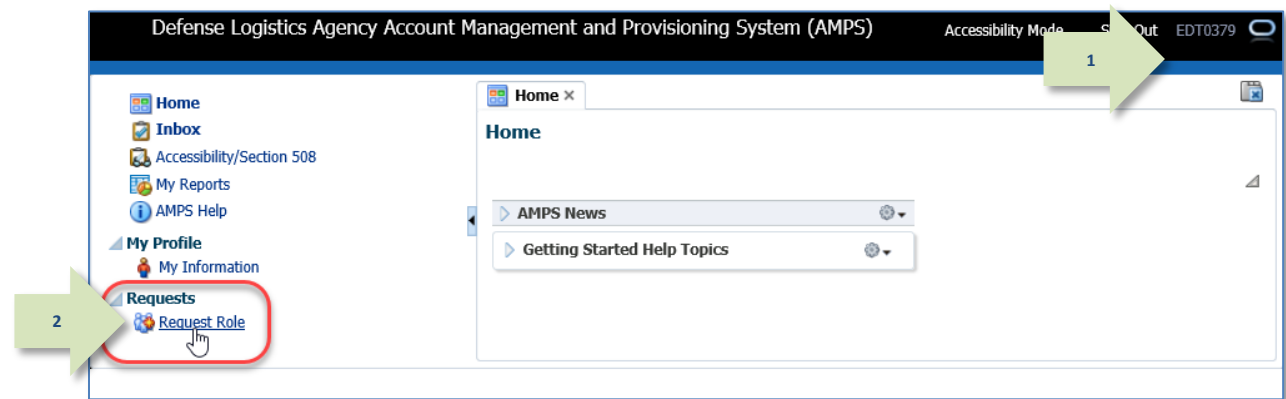 Defense Logistics Agency Account Management and Provisioning System (AMPS)
Accessibility Mode Out EDT0379
1
Home
Inbox
Accessibility/Section 508
My Reports
AMPS Help
My Profile
My Information
Requests
2
Request Role
Home ×
Home
AMPS News
Getting Started Help Topics